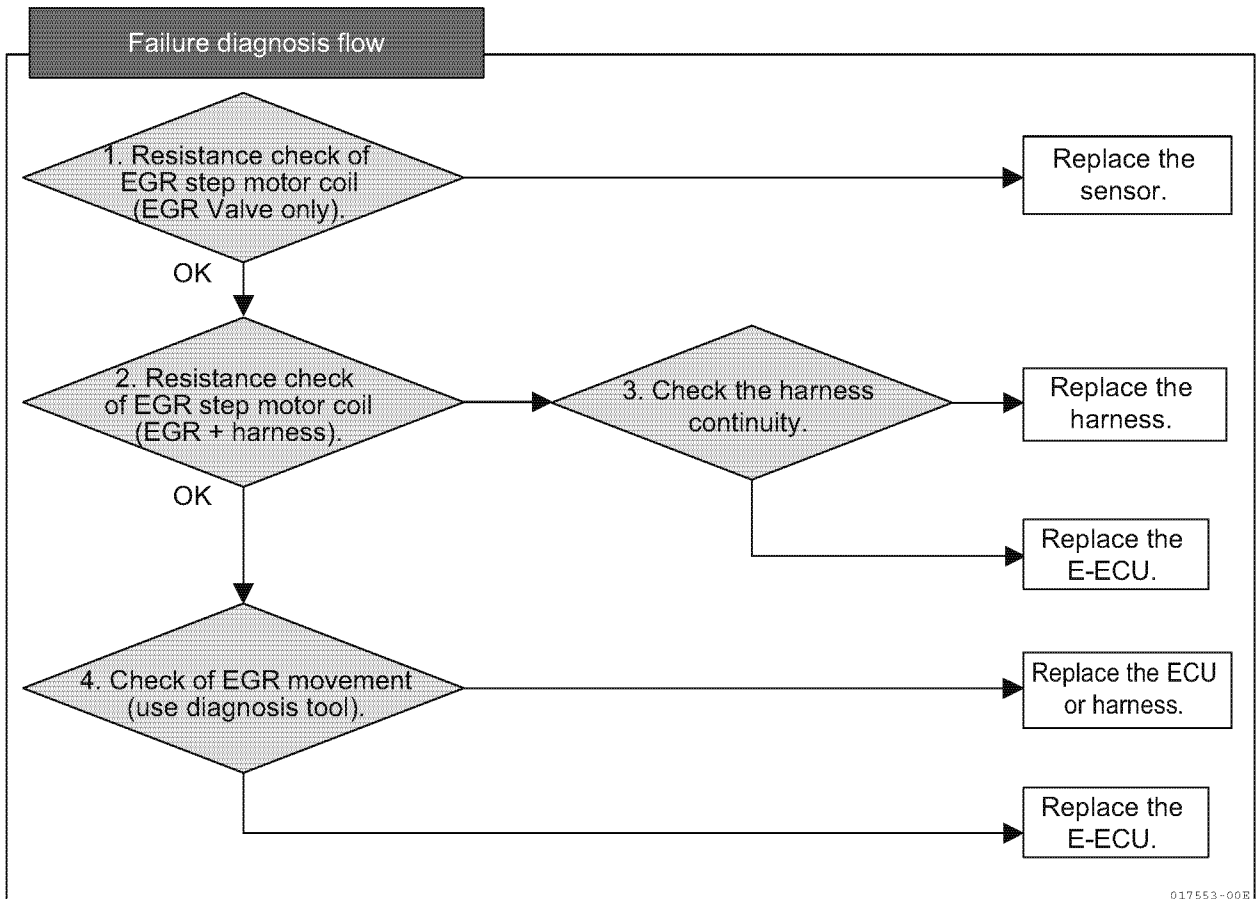 Failure diagnosis flow
1. Resistance check of
EGR step motor coil
(EGR Valve only).
Replace the
sensor.
OK
2. Resistance check
of EGR step motor coil
(EGR + harness).
3. Check the harness
continuity.
Replace the
harness.
OK
Replace the
E-ECU.
4. Check of EGR movement
(use diagnosis tool).
Replace the ECU
or harness.
Replace the
E-ECU.
017553-00E